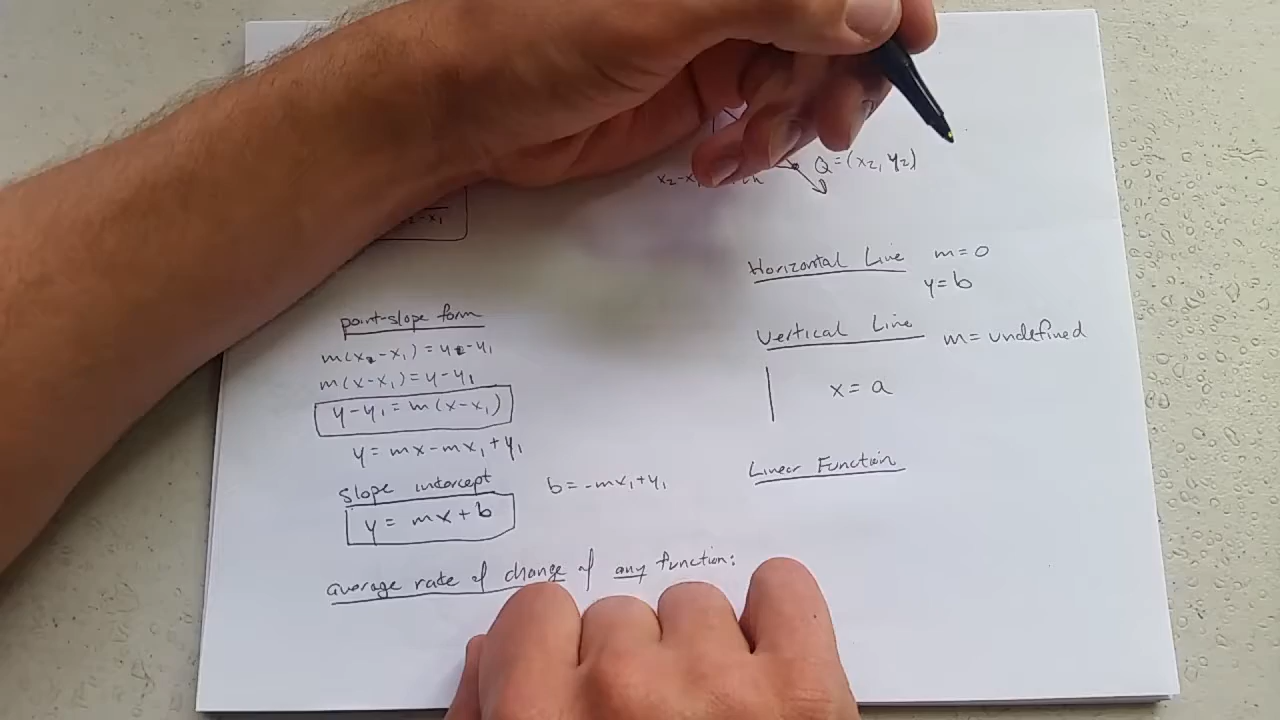 Q=(x₂, y₂)
point-slope form
m(x₂-x₁)=y₂-y₁
m(x-x₁)=y-y₁
y-y₁=m(x-x₁)
y=mx-mx₁+y₁
slope intercept
b=-mx₁+y₁
y=mx+b
average rate of change of any function:
Horizontal Line m=0
y=b
Vertical Line m=undefined
x=a
Linear Function